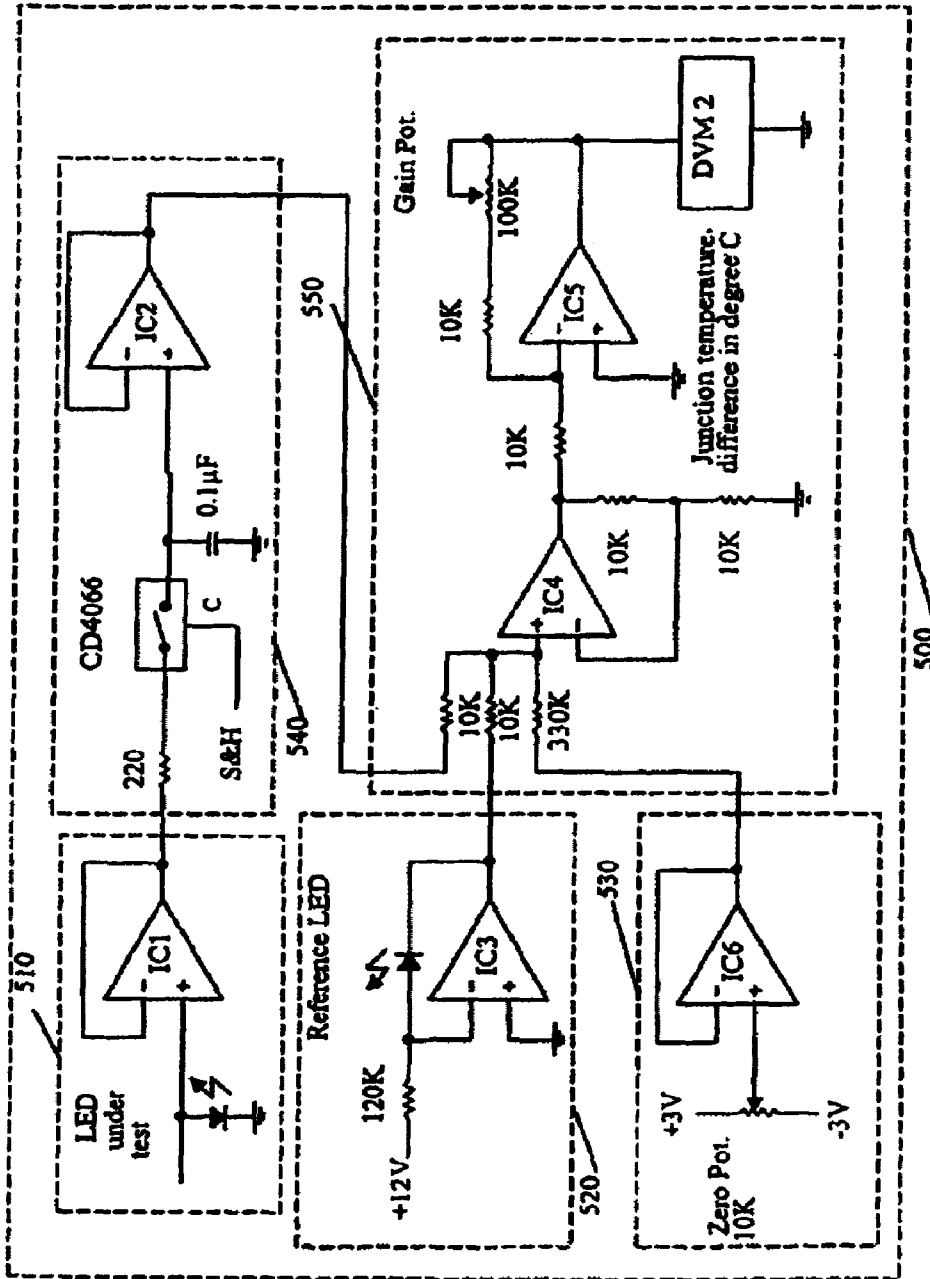 510
LED
under
test
IC1
220
CD4066
S&H
C
0.1µF
540
IC2
Reference LED
+12V
120K
IC3
520
530
+3V
Zero Pot.
10K
-3V
IC6
550
10K
10K
330K
IC4
10K
10K
10K
10K
100K
Gain Pot.
IC5
DVM 2
Junction temperature.
difference in degree C
500